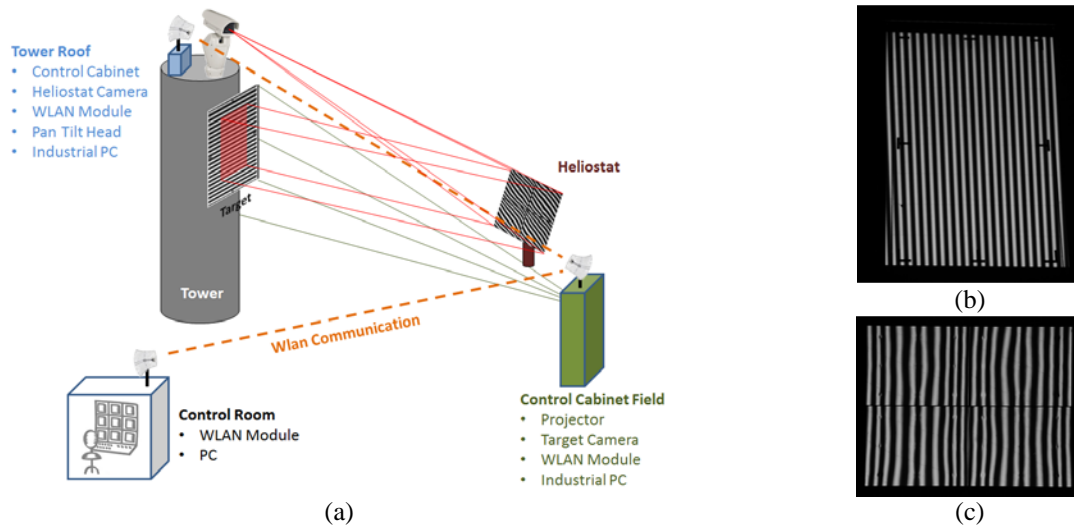 Tower Roof
• Control Cabinet
• Heliostat Camera
• WLAN Module
• Pan Tilt Head
• Industrial PC
Heliostat
Target
Tower
Wlan Communication
Control Room
• WLAN Module
• PC
Control Cabinet Field
• Projector
• Target Camera
• WLAN Module
• Industrial PC
(a)
(b)
(c)